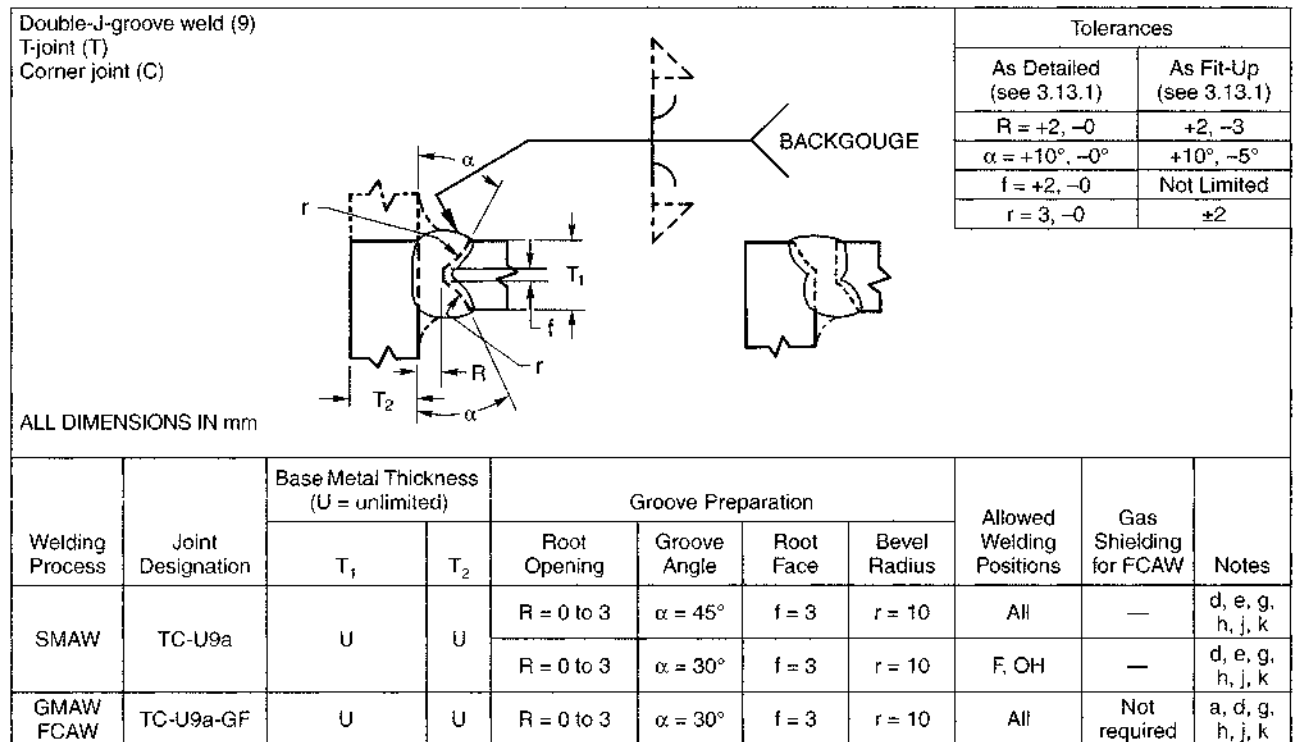 Double-J-groove weld (9)
T-joint (T)
Corner joint (C)
Tolerances
As Detailed (see 3.13.1)
As Fit-Up (see 3.13.1)
R = +2, –0
+2, –3
α = +10°, –0°
+10°, –5°
f = +2, –0
Not Limited
r = 3, –0
±2
BACKGOUGE
α
r
T₁
f
r
R
T₂
α
ALL DIMENSIONS IN mm
Welding Process
Joint Designation
Base Metal Thickness (U = unlimited)
T₁
T₂
Groove Preparation
Root Opening
Groove Angle
Root Face
Bevel Radius
Allowed Welding Positions
Gas Shielding for FCAW
Notes
SMAW
TC-U9a
U
U
R = 0 to 3
α = 45°
f = 3
r = 10
All
—
d, e, g, h, j, k
R = 0 to 3
α = 30°
f = 3
r = 10
F, OH
—
d, e, g, h, j, k
GMAW FCAW
TC-U9a-GF
U
U
R = 0 to 3
α = 30°
f = 3
r = 10
All
Not required
a, d, g, h, j, k